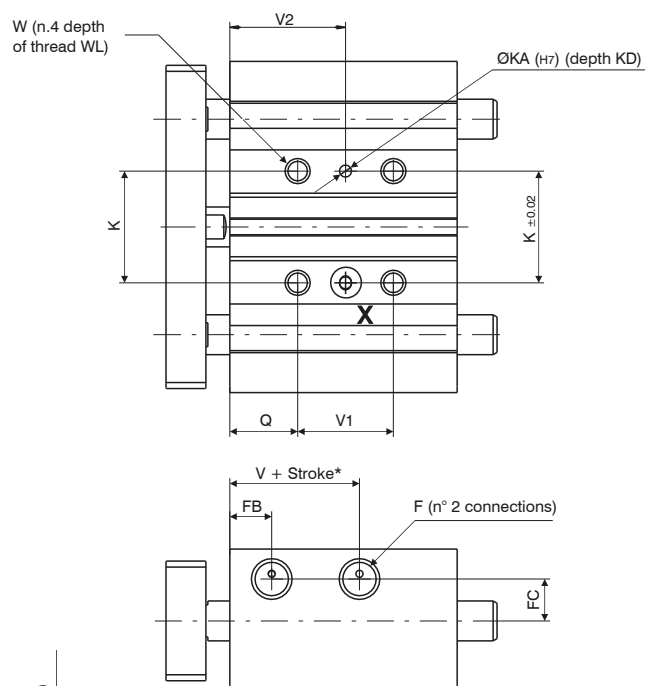 V2
W (n.4 depth
of thread WL)
ØKA (H7) (depth KD)
K
K ±0.02
X
Q
V1
V + Stroke*
FB
F (n° 2 connections)
FC